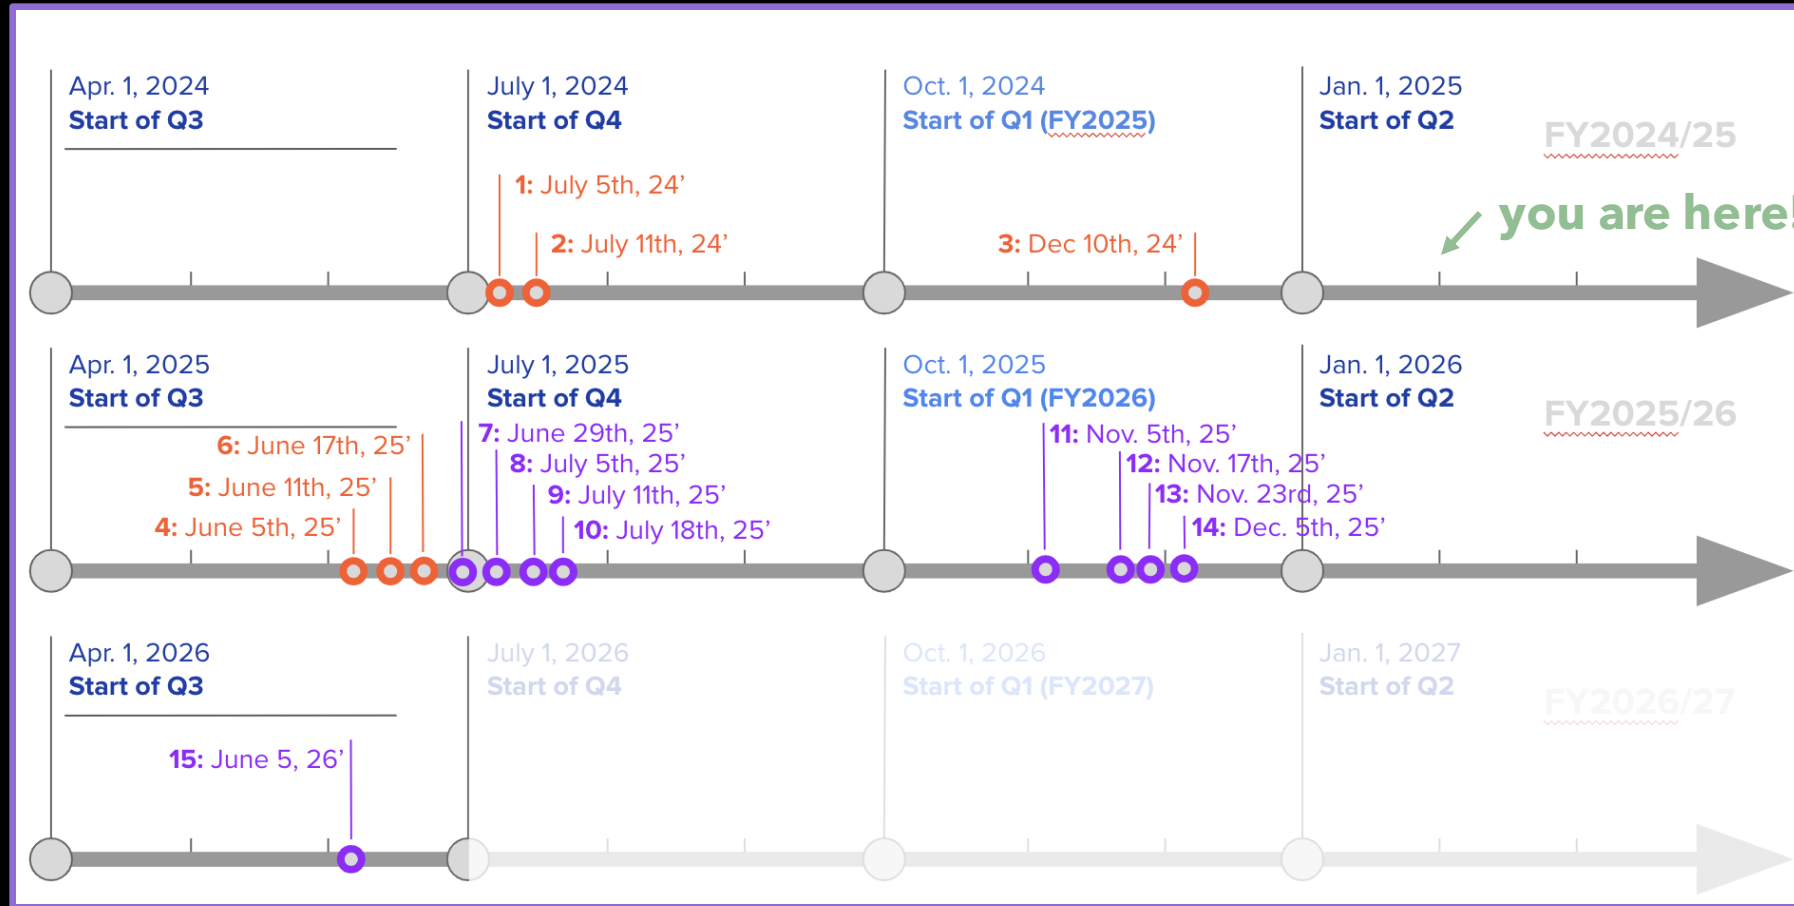 Apr. 1, 2024
Start of Q3
July 1, 2024
Start of Q4
Oct. 1, 2024
Start of Q1 (FY2025)
Jan. 1, 2025
Start of Q2
FY2024/25
1: July 5th, 24’
2: July 11th, 24’
3: Dec 10th, 24’
you are here!
Apr. 1, 2025
Start of Q3
July 1, 2025
Start of Q4
Oct. 1, 2025
Start of Q1 (FY2026)
Jan. 1, 2026
Start of Q2
FY2025/26
6: June 17th, 25’
5: June 11th, 25’
4: June 5th, 25’
7: June 29th, 25’
8: July 5th, 25’
9: July 11th, 25’
10: July 18th, 25’
11: Nov. 5th, 25’
12: Nov. 17th, 25’
13: Nov. 23rd, 25’
14: Dec. 5th, 25’
Apr. 1, 2026
Start of Q3
July 1, 2026
Start of Q4
Oct. 1, 2026
Start of Q1 (FY2027)
Jan. 1, 2027
Start of Q2
FY2026/27
15: June 5, 26’